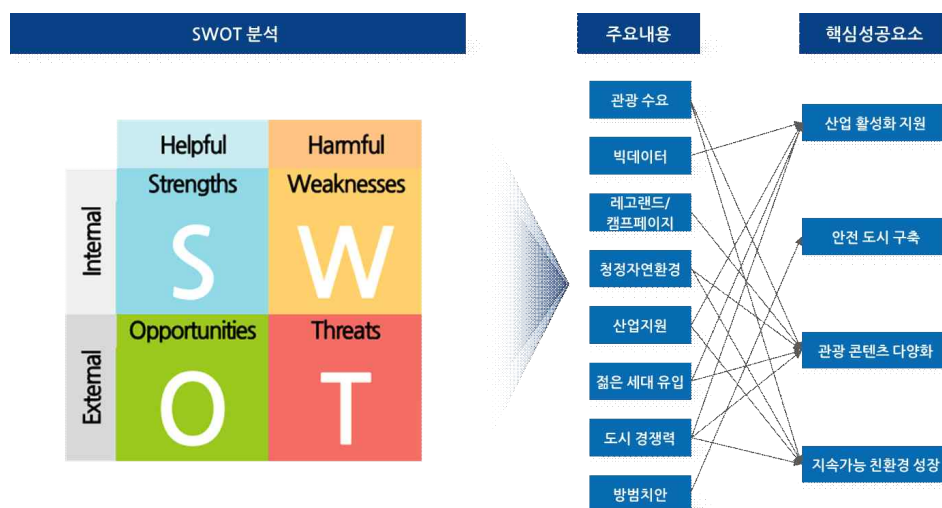 SWOT 분석
주요내용
핵심성공요소
Helpful
Harmful
Internal
Strengths
Weaknesses
S
W
External
Opportunities
Threats
O
T
관광 수요
빅데이터
레고랜드/
캠프페이지
청정자연환경
산업지원
젊은 세대 유입
도시 경쟁력
방범치안
산업 활성화 지원
안전 도시 구축
관광 콘텐츠 다양화
지속가능 친환경 성장